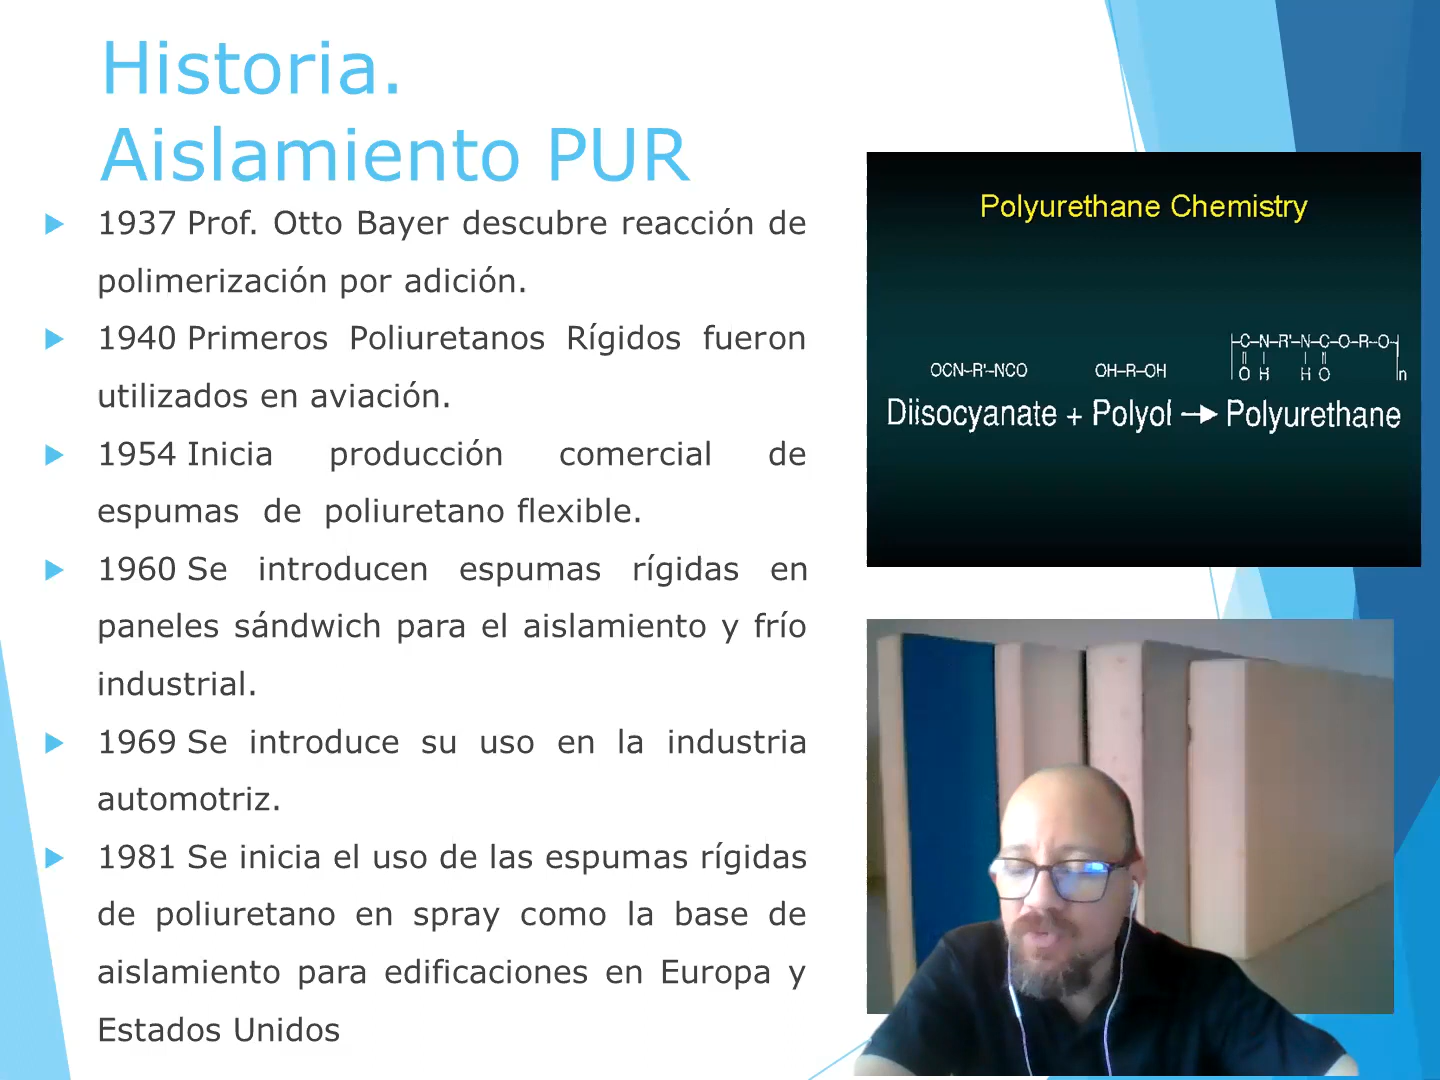 Historia.
Aislamiento PUR
1937 Prof. Otto Bayer descubre reacción de
polimerización por adición.
1940 Primeros Poliuretanos Rígidos fueron
utilizados en aviación.
1954 Inicia producción comercial de
espumas de poliuretano flexible.
1960 Se introducen espumas rígidas en
paneles sándwich para el aislamiento y frío
industrial.
1969 Se introduce su uso en la industria
automotriz.
1981 Se inicia el uso de las espumas rígidas
de poliuretano en spray como la base de
aislamiento para edificaciones en Europa y
Estados Unidos
Polyurethane Chemistry
OCN–R'–NCO OH–R–OH
C–N–R'–N–C–O–R–O
O H H O n
Diisocyanate + Polyol → Polyurethane